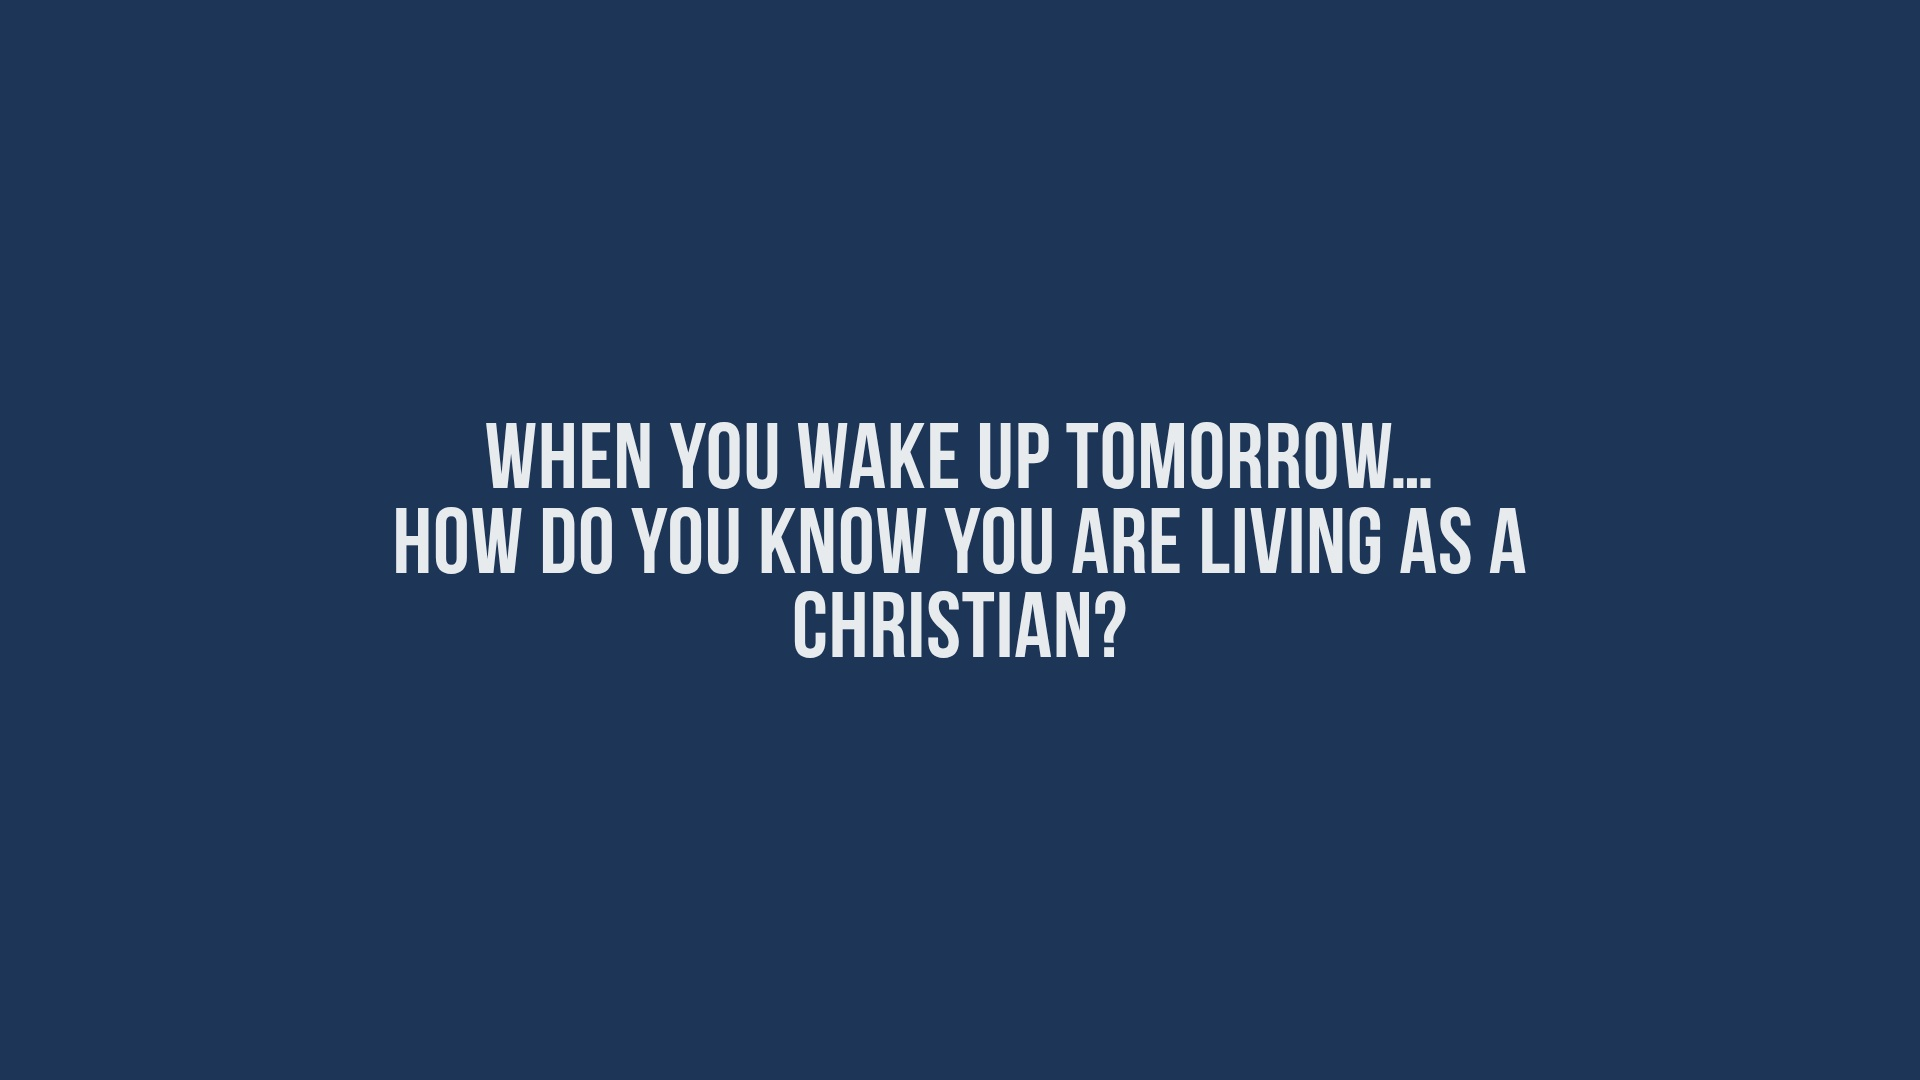 WHEN YOU WAKE UP TOMORROW...
HOW DO YOU KNOW YOU ARE LIVING AS A
CHRISTIAN?